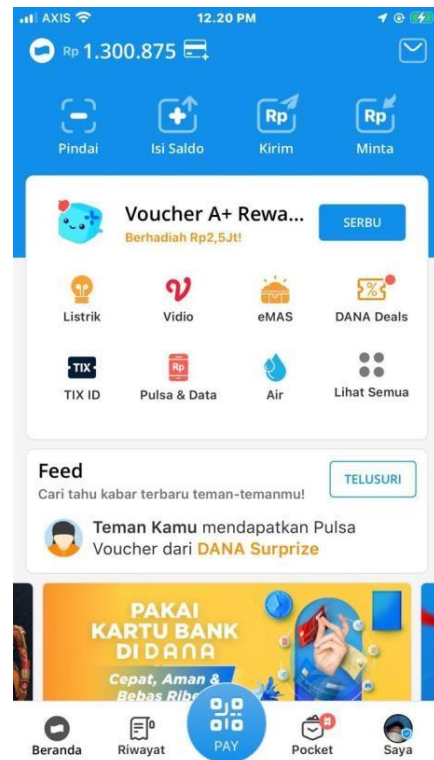 AXIS 12.20 PM
Rp 1.300.875
Pindai Isi Saldo Kirim Minta
Rp Rp
Voucher A+ Rewa...
Berhadiah Rp2,5Jt!
SERBU
Listrik Vidio eMAS DANA Deals
TIX
Rp
TIX ID Pulsa & Data Air Lihat Semua
Feed
Cari tahu kabar terbaru teman-temanmu!
TELUSURI
Teman Kamu mendapatkan Pulsa
Voucher dari DANA Surprize
PAKAI
KARTU BANK
DI DANA
Cepat, Aman &
Bebas
Beranda Riwayat PAY Pocket Saya